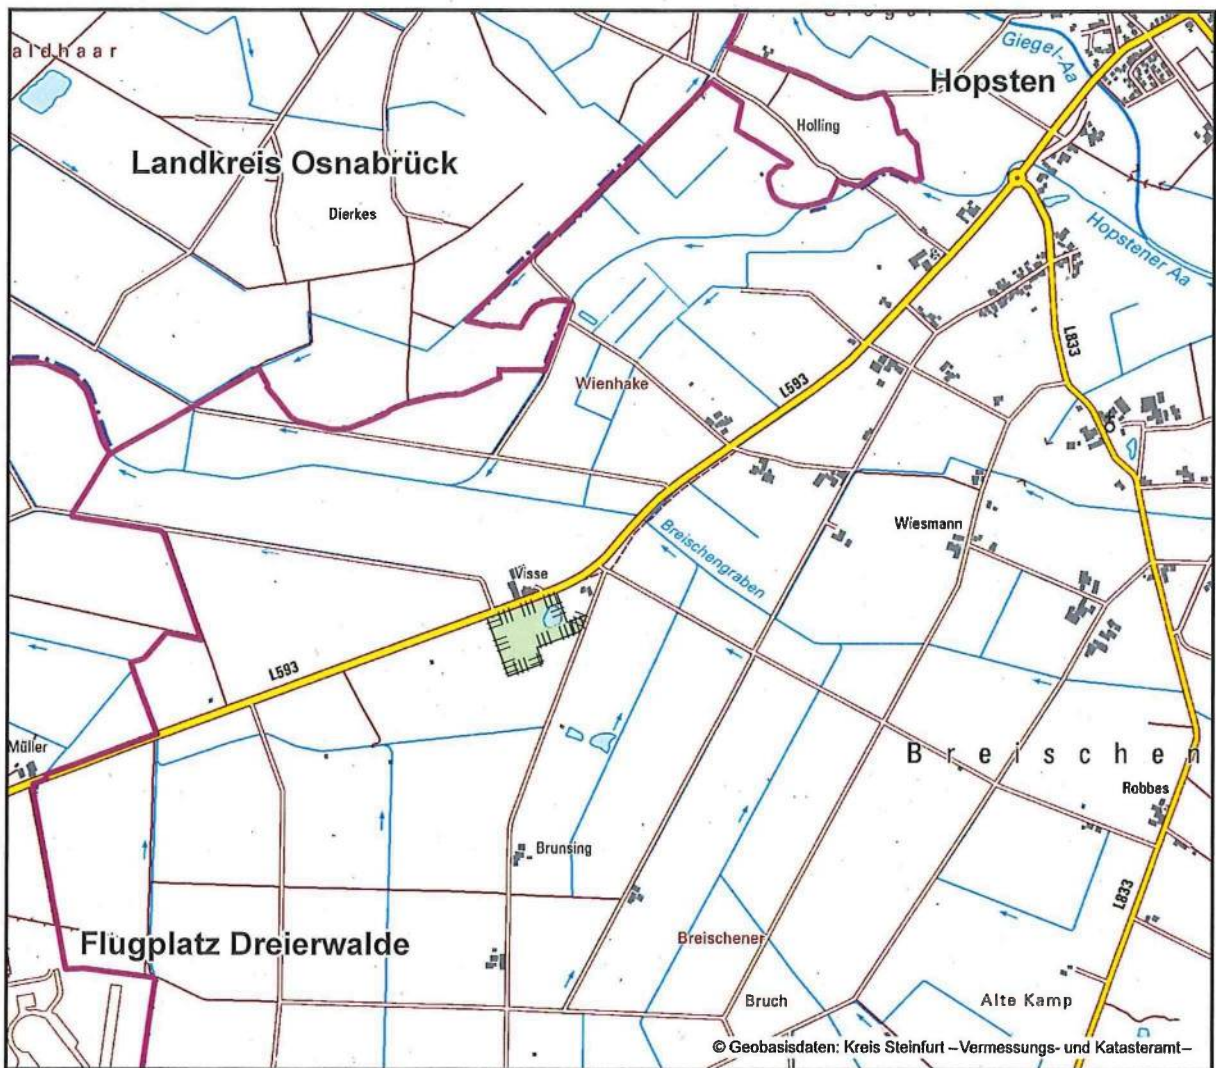 aldhaar
Giegel-Aa
Hopsten
Holling
Landkreis Osnabrück
Dierkes
Hopstener Aa
L833
Wienhake
L593
Wiesmann
Breischengraben
Visse
L593
Müller
Breischen
Robbes
Brunsing
L833
Flugplatz Dreierwalde
Breischener
Bruch
Alte Kamp
© Geobasisdaten: Kreis Steinfurt –Vermessungs- und Katasteramt–